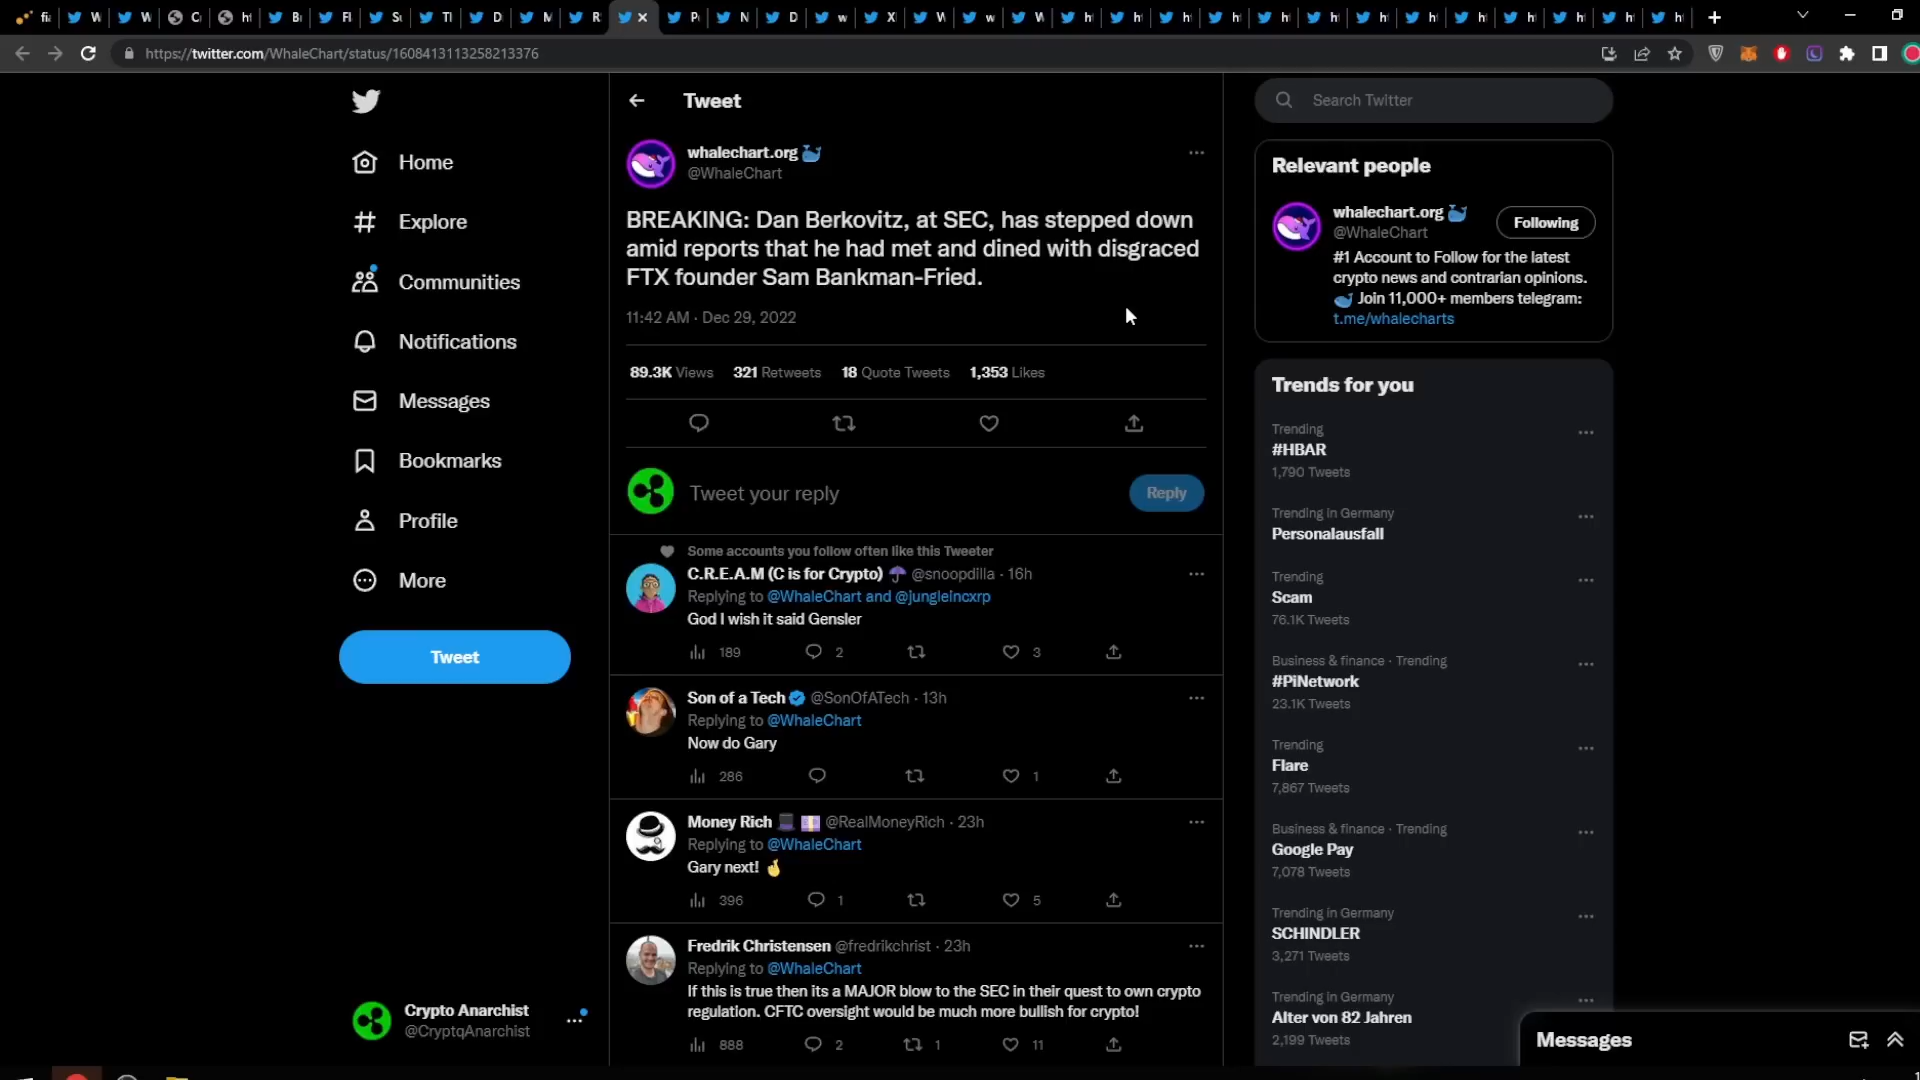 https://twitter.com/WhaleChart/status/1608413113258213376
Home
Explore
Communities
Notifications
Messages
Bookmarks
Profile
More
Tweet
Crypto Anarchist
@CryptqAnarchist
Tweet
whalechart.org
@WhaleChart
BREAKING: Dan Berkovitz, at SEC, has stepped down
amid reports that he had met and dined with disgraced
FTX founder Sam Bankman-Fried.
11:42 AM · Dec 29, 2022
89.3K Views 321 Retweets 18 Quote Tweets 1,353 Likes
Tweet your reply
Reply
Some accounts you follow often like this Tweeter
C.R.E.A.M (C is for Crypto) @snoopdilla · 16h
Replying to @WhaleChart and @jungleincxrp
God I wish it said Gensler
189 2 3
Son of a Tech @SonOfATech · 13h
Replying to @WhaleChart
Now do Gary
286 1
Money Rich @RealMoneyRich · 23h
Replying to @WhaleChart
Gary next!
396 1 5
Fredrik Christensen @fredrikchrist · 23h
Replying to @WhaleChart
If this is true then its a MAJOR blow to the SEC in their quest to own crypto
regulation. CFTC oversight would be much more bullish for crypto!
888 2 1 11
Search Twitter
Relevant people
whalechart.org
@WhaleChart
Following
#1 Account to Follow for the latest
crypto news and contrarian opinions.
Join 11,000+ members telegram:
t.me/whalecharts
Trends for you
Trending
#HBAR
1,790 Tweets
Trending in Germany
Personalausfall
Trending
Scam
76.1K Tweets
Business & finance · Trending
#PiNetwork
23.1K Tweets
Trending
Flare
7,867 Tweets
Business & finance · Trending
Google Pay
7,078 Tweets
Trending in Germany
SCHINDLER
3,271 Tweets
Trending in Germany
Alter von 82 Jahren
2,199 Tweets
Messages